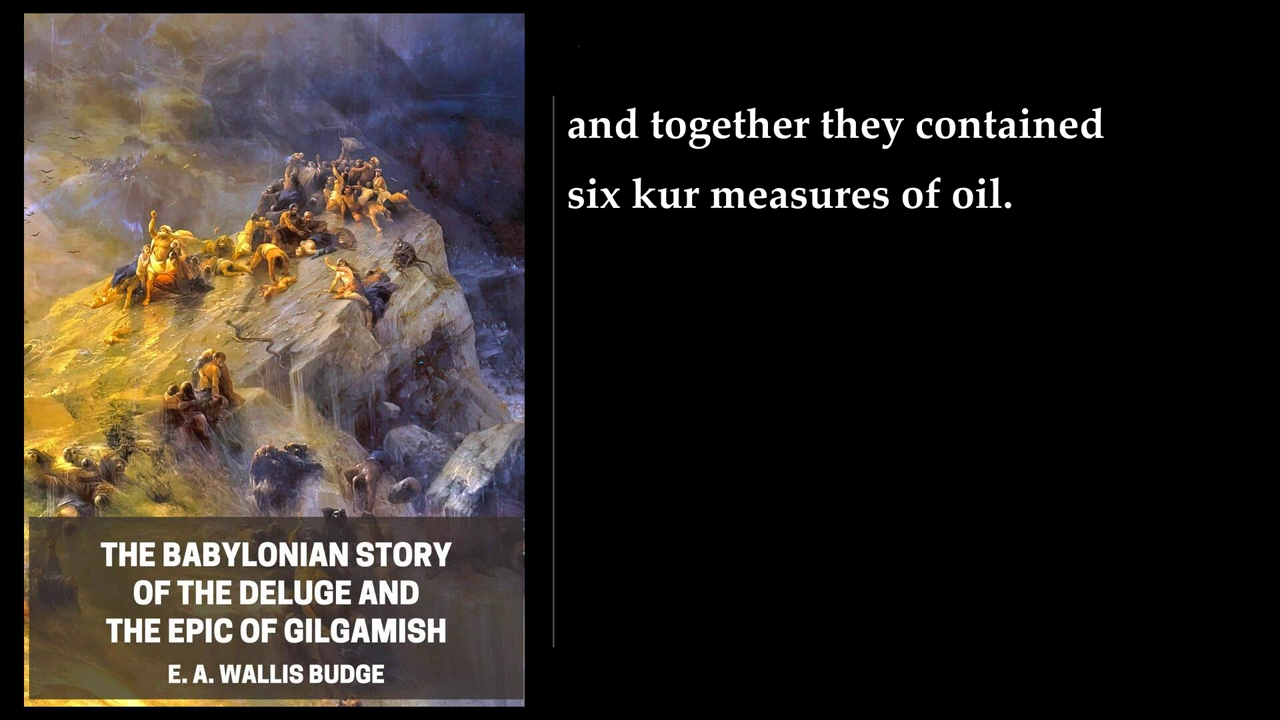 and together they contained
six kur measures of oil.
THE BABYLONIAN STORY
OF THE DELUGE AND
THE EPIC OF GILGAMISH
E. A. WALLIS BUDGE